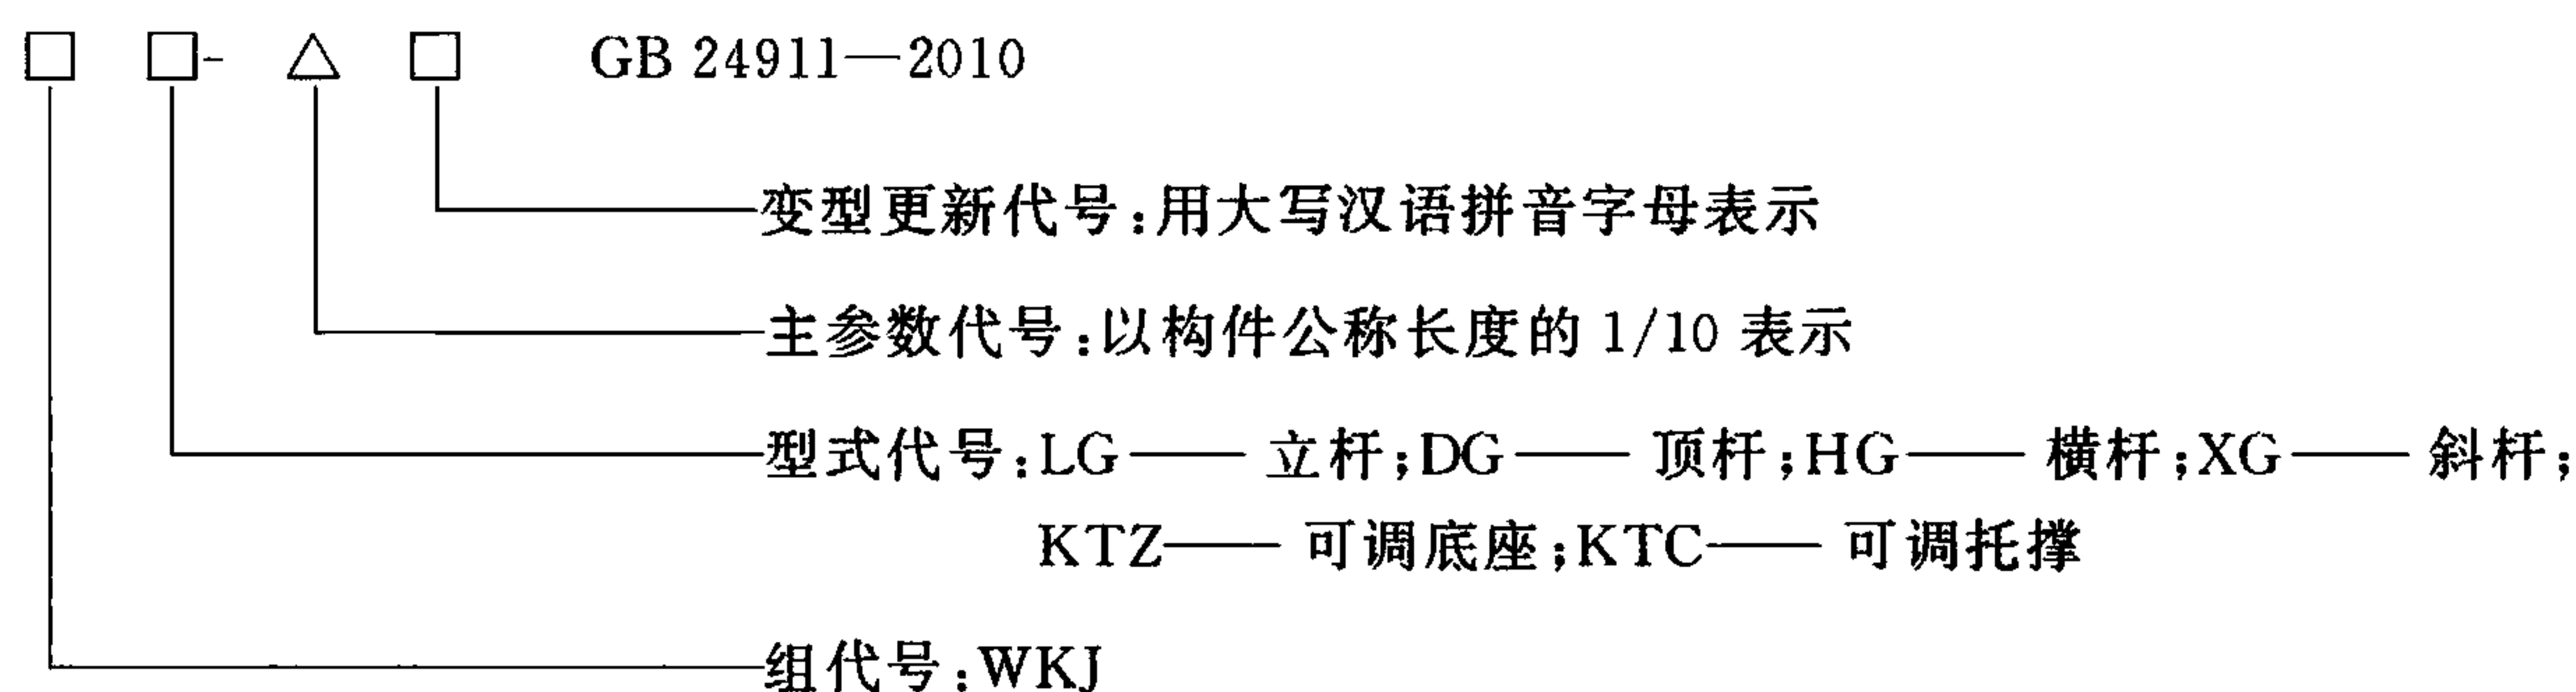 □ □- △ □ GB 24911—2010
变型更新代号:用大写汉语拼音字母表示
主参数代号:以构件公称长度的 1/10 表示
型式代号:LG—— 立杆;DG—— 顶杆;HG—— 横杆;XG—— 斜杆;
KTZ—— 可调底座;KTC—— 可调托撑
组代号:WKJ